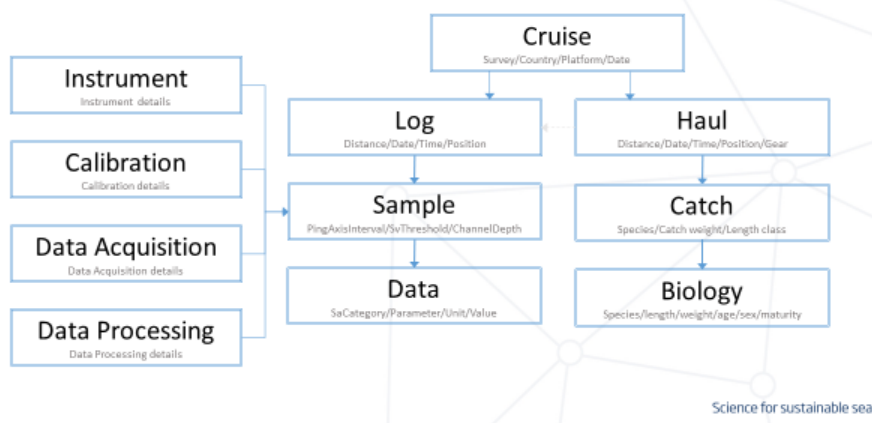 Cruise
Survey/Country/Platform/Date
Instrument
Instrument details
Log
Distance/Date/Time/Position
Haul
Distance/Date/Time/Position/Gear
Calibration
Calibration details
Sample
PingAxisInterval/SvThreshold/ChannelDepth
Catch
Species/Catch weight/Length class
Data Acquisition
Data Acquisition details
Data
SaCategory/Parameter/Unit/Value
Biology
Species/length/weight/age/sex/maturity
Data Processing
Data Processing details
Science for sustainable sea